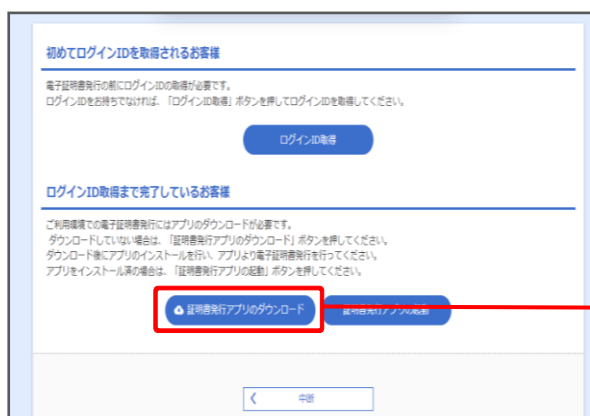 初めてログインIDを取得されるお客様
電子証明書発行の前にログインIDの取得が必要です。
ログインIDをお持ちでなければ、「ログインID取得」ボタンを押してログインIDを取得してください。
ログインID取得
ログインID取得まで完了しているお客様
ご利用環境での電子証明書発行にはアプリのダウンロードが必要です。
ダウンロードしていない場合は、「証明書発行アプリのダウンロード」ボタンを押してください。
ダウンロード後にアプリのインストールを行い、アプリより電子証明書発行を行ってください。
アプリをインストール済の場合は、「証明書発行アプリの起動」ボタンを押してください。
証明書発行アプリのダウンロード 証明書発行アプリの起動
中断